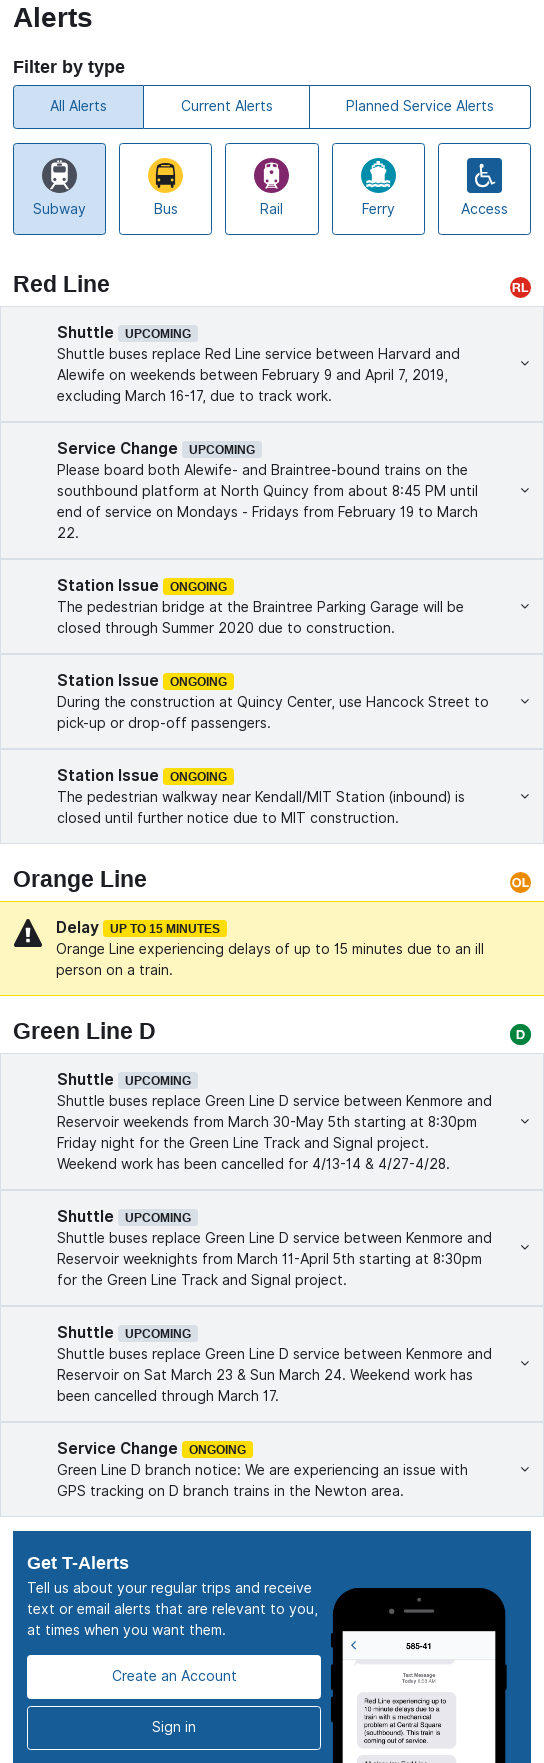 Alerts
Filter by type
All Alerts
Current Alerts
Planned Service Alerts
Subway
Bus
Rail
Ferry
Access
Red Line
RL
Shuttle UPCOMING
Shuttle buses replace Red Line service between Harvard and
Alewife on weekends between February 9 and April 7, 2019,
excluding March 16-17, due to track work.
Service Change UPCOMING
Please board both Alewife- and Braintree-bound trains on the
southbound platform at North Quincy from about 8:45 PM until
end of service on Mondays - Fridays from February 19 to March
22.
Station Issue ONGOING
The pedestrian bridge at the Braintree Parking Garage will be
closed through Summer 2020 due to construction.
Station Issue ONGOING
During the construction at Quincy Center, use Hancock Street to
pick-up or drop-off passengers.
Station Issue ONGOING
The pedestrian walkway near Kendall/MIT Station (inbound) is
closed until further notice due to MIT construction.
Orange Line
OL
Delay UP TO 15 MINUTES
Orange Line experiencing delays of up to 15 minutes due to an ill
person on a train.
Green Line D
D
Shuttle UPCOMING
Shuttle buses replace Green Line D service between Kenmore and
Reservoir weekends from March 30-May 5th starting at 8:30pm
Friday night for the Green Line Track and Signal project.
Weekend work has been cancelled for 4/13-14 & 4/27-4/28.
Shuttle UPCOMING
Shuttle buses replace Green Line D service between Kenmore and
Reservoir weeknights from March 11-April 5th starting at 8:30pm
for the Green Line Track and Signal project.
Shuttle UPCOMING
Shuttle buses replace Green Line D service between Kenmore and
Reservoir on Sat March 23 & Sun March 24. Weekend work has
been cancelled through March 17.
Service Change ONGOING
Green Line D branch notice: We are experiencing an issue with
GPS tracking on D branch trains in the Newton area.
Get T-Alerts
Tell us about your regular trips and receive
text or email alerts that are relevant to you,
at times when you want them.
Create an Account
Sign in
585-41
Text Message
Today 8:58 AM
Red Line experiencing up to
10 minute delays due to a
train with a mechanical
problem at Central Square
(southbound). This train is
coming out of service.